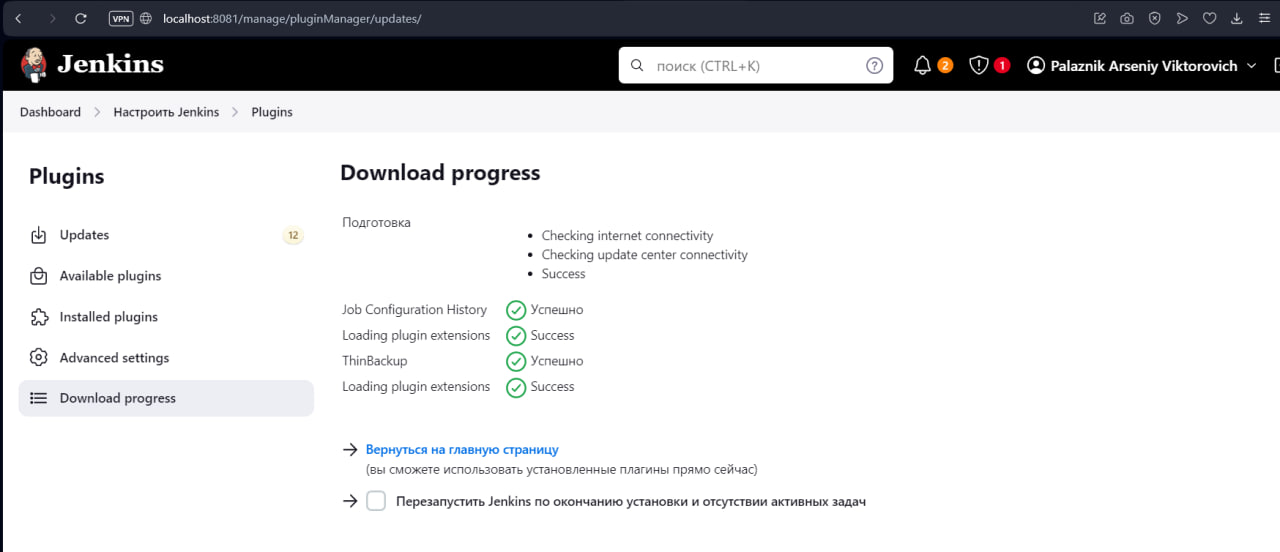 VPN localhost:8081/manage/pluginManager/updates/
Jenkins поиск (CTRL+K) 2 1 Palaznik Arseniy Viktorovich
Dashboard Настроить Jenkins Plugins
Plugins
Updates 12
Available plugins
Installed plugins
Advanced settings
Download progress
Download progress
Подготовка
Checking internet connectivity
Checking update center connectivity
Success
Job Configuration History Успешно
Loading plugin extensions Success
ThinBackup Успешно
Loading plugin extensions Success
Вернуться на главную страницу
(вы сможете использовать установленные плагины прямо сейчас)
Перезапустить Jenkins по окончанию установки и отсутствии активных задач